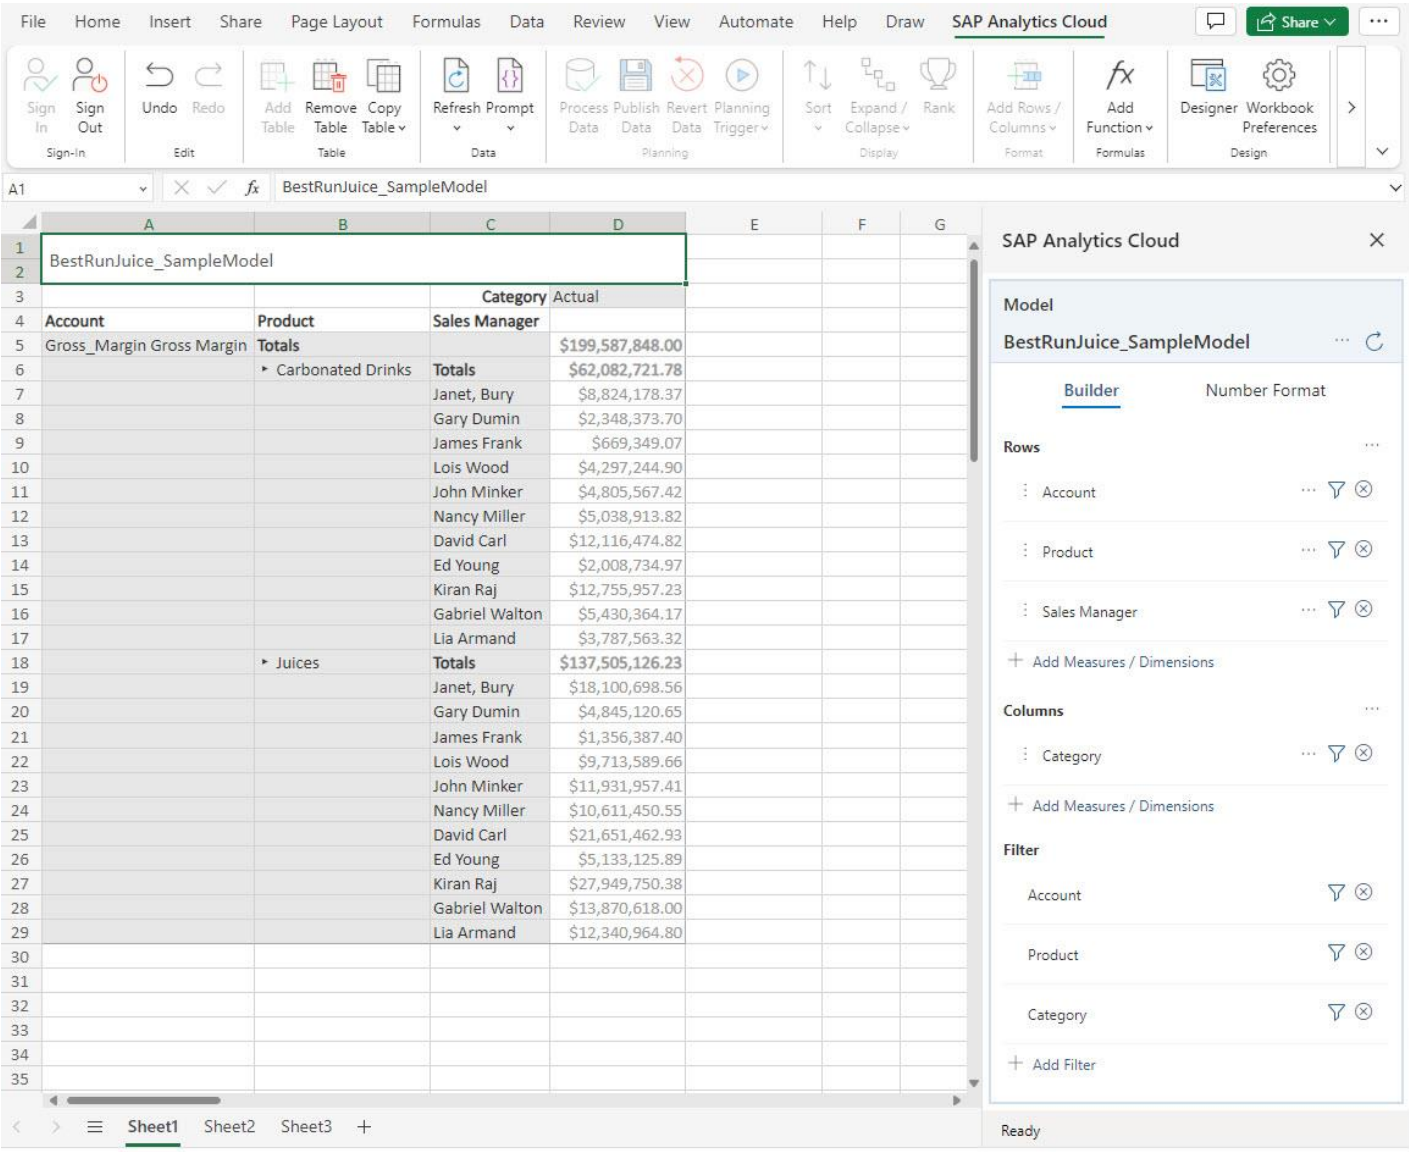 File Home Insert Share Page Layout Formulas Data Review View Automate Help Draw SAP Analytics Cloud Share ...
Sign In Sign Out Undo Redo Add Table Remove Table Copy Table Refresh Prompt Process Data Publish Data Revert Data Planning Trigger Sort Expand / Collapse Rank Add Rows / Columns Add Function Designer Workbook Preferences
Sign-In Edit Table Data Planning Display Format Formulas Design
A1 fx BestRunJuice_SampleModel
A B C D E F G
1
2 BestRunJuice_SampleModel
3 Category Actual
4 Account Product Sales Manager
5 Gross_Margin Gross Margin Totals $199,587,848.00
6 Carbonated Drinks Totals $62,082,721.78
7 Janet, Bury $8,824,178.37
8 Gary Dumin $2,348,373.70
9 James Frank $669,349.07
10 Lois Wood $4,297,244.90
11 John Minker $4,805,567.42
12 Nancy Miller $5,038,913.82
13 David Carl $12,116,474.82
14 Ed Young $2,008,734.97
15 Kiran Raj $12,755,957.23
16 Gabriel Walton $5,430,364.17
17 Lia Armand $3,787,563.32
18 Juices Totals $137,505,126.23
19 Janet, Bury $18,100,698.56
20 Gary Dumin $4,845,120.65
21 James Frank $1,356,387.40
22 Lois Wood $9,713,589.66
23 John Minker $11,931,957.41
24 Nancy Miller $10,611,450.55
25 David Carl $21,651,462.93
26 Ed Young $5,133,125.89
27 Kiran Raj $27,949,750.38
28 Gabriel Walton $13,870,618.00
29 Lia Armand $12,340,964.80
30
31
32
33
34
35
Sheet1 Sheet2 Sheet3 +
SAP Analytics Cloud
Model
BestRunJuice_SampleModel ...
Builder Number Format
Rows ...
Account ...
Product ...
Sales Manager ...
+ Add Measures / Dimensions
Columns ...
Category ...
+ Add Measures / Dimensions
Filter
Account
Product
Category
+ Add Filter
Ready